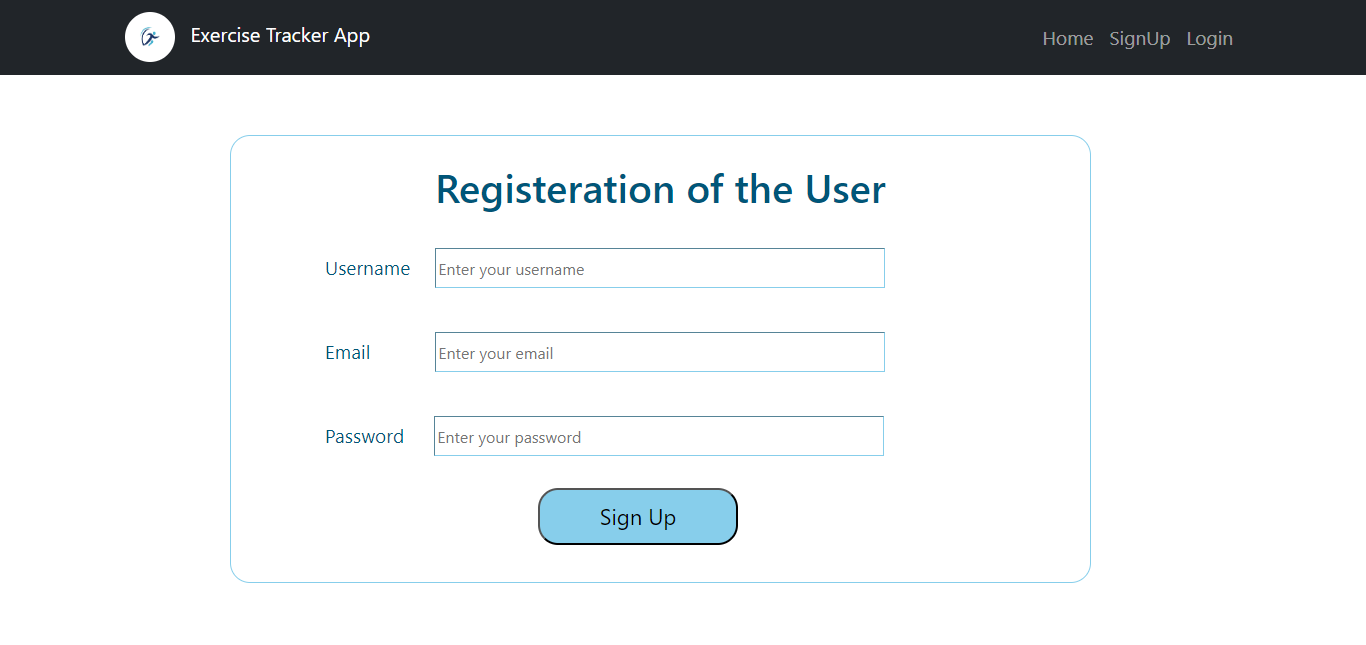 Exercise Tracker App
Home SignUp Login
Registeration of the User
Username Enter your username
Email Enter your email
Password Enter your password
Sign Up